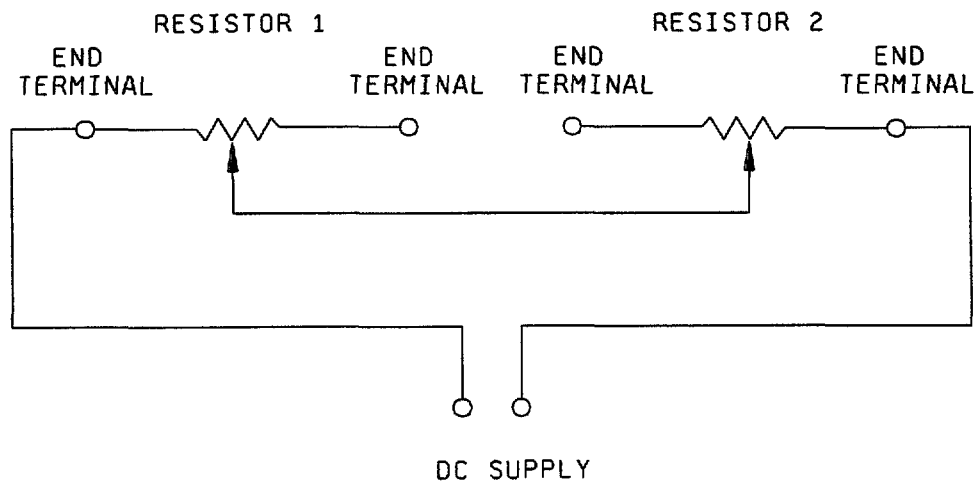 RESISTOR 1
RESISTOR 2
END
TERMINAL
END
TERMINAL
END
TERMINAL
END
TERMINAL
DC SUPPLY